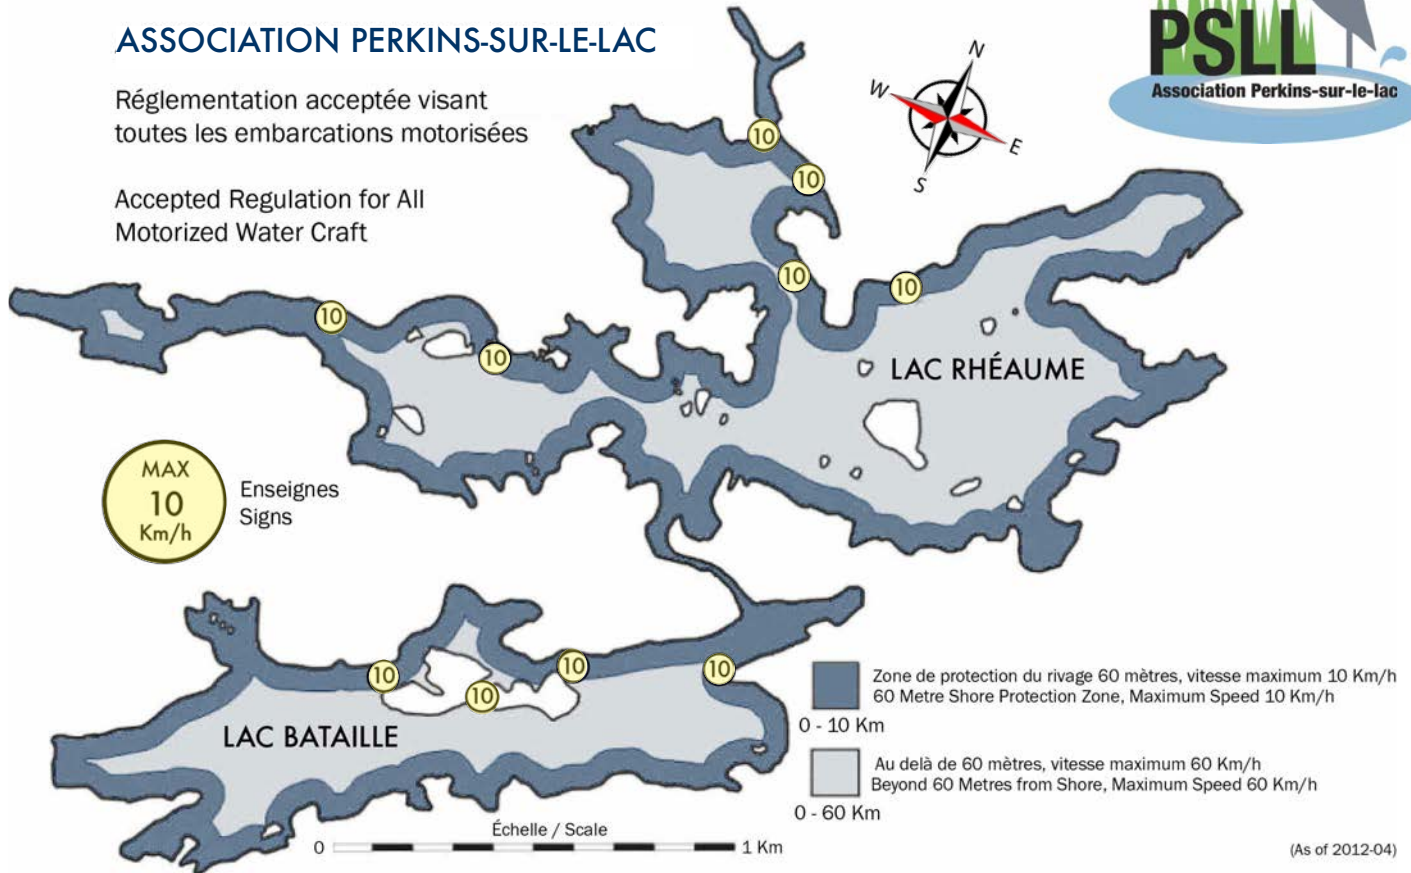 ASSOCIATION PERKINS-SUR-LE-LAC
Réglementation acceptée visant
toutes les embarcations motorisées
Accepted Regulation for All
Motorized Water Craft
PSLL
Association Perkins-sur-le-lac
N
W
E
S
10
10
10
10
10
10
LAC RHÉAUME
MAX
10
Km/h
Enseignes
Signs
10
10
10
10
LAC BATAILLE
Zone de protection du rivage 60 mètres, vitesse maximum 10 Km/h
60 Metre Shore Protection Zone, Maximum Speed 10 Km/h
0 - 10 Km
Au delà de 60 mètres, vitesse maximum 60 Km/h
Beyond 60 Metres from Shore, Maximum Speed 60 Km/h
0 - 60 Km
Échelle / Scale
0
1 Km
(As of 2012-04)